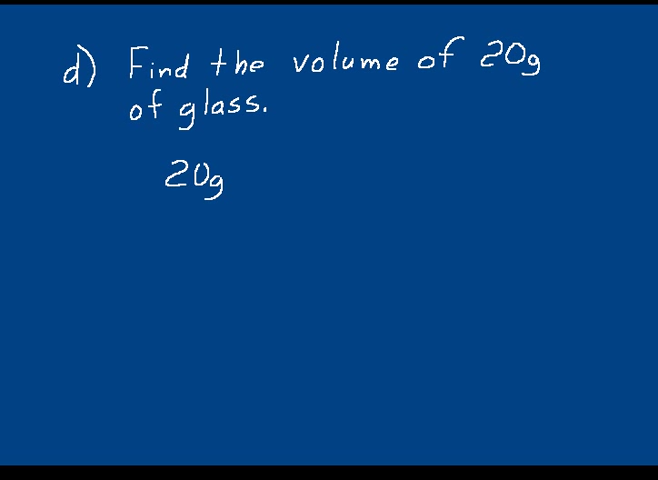 d) Find the volume of 20g
of glass.
20g